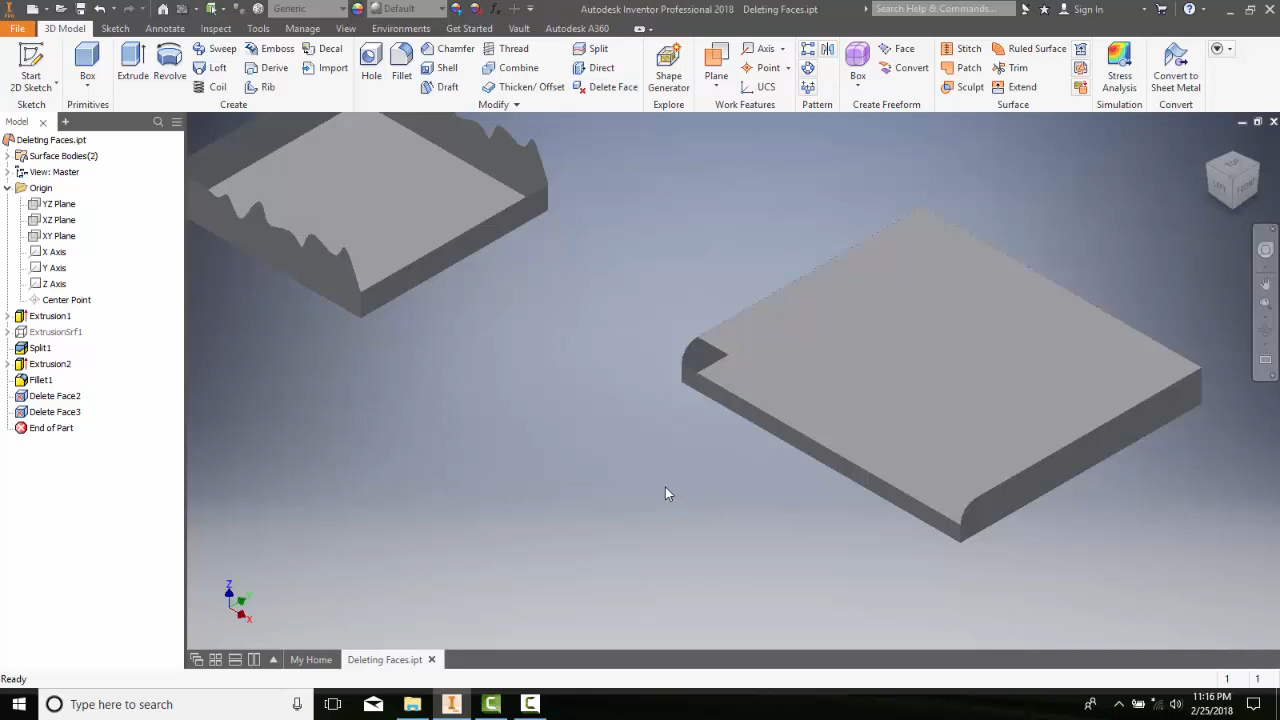 Generic
Default
Autodesk Inventor Professional 2018 Deleting Faces.ipt
Search Help & Commands...
Sign In
File 3D Model Sketch Annotate Inspect Tools Manage View Environments Get Started Vault Autodesk A360
Start
2D Sketch
Sketch
Box
Primitives
Extrude
Revolve
Sweep
Loft
Coil
Emboss
Derive
Rib
Decal
Import
Create
Hole
Fillet
Chamfer
Shell
Draft
Thread
Combine
Thicken/ Offset
Split
Direct
Delete Face
Modify
Shape
Generator
Explore
Plane
Axis
Point
UCS
Work Features
Pattern
Box
Face
Convert
Create Freeform
Stitch
Patch
Sculpt
Ruled Surface
Trim
Extend
Surface
Stress
Analysis
Simulation
Convert to
Sheet Metal
Convert
Model
Deleting Faces.ipt
Surface Bodies(2)
View: Master
Origin
YZ Plane
XZ Plane
XY Plane
X Axis
Y Axis
Z Axis
Center Point
Extrusion1
ExtrusionSrf1
Split1
Extrusion2
Fillet1
Delete Face2
Delete Face3
End of Part
TOP
LEFT
FRONT
Z
X
My Home Deleting Faces.ipt
Ready
1 1
Type here to search
11:16 PM
2/25/2018